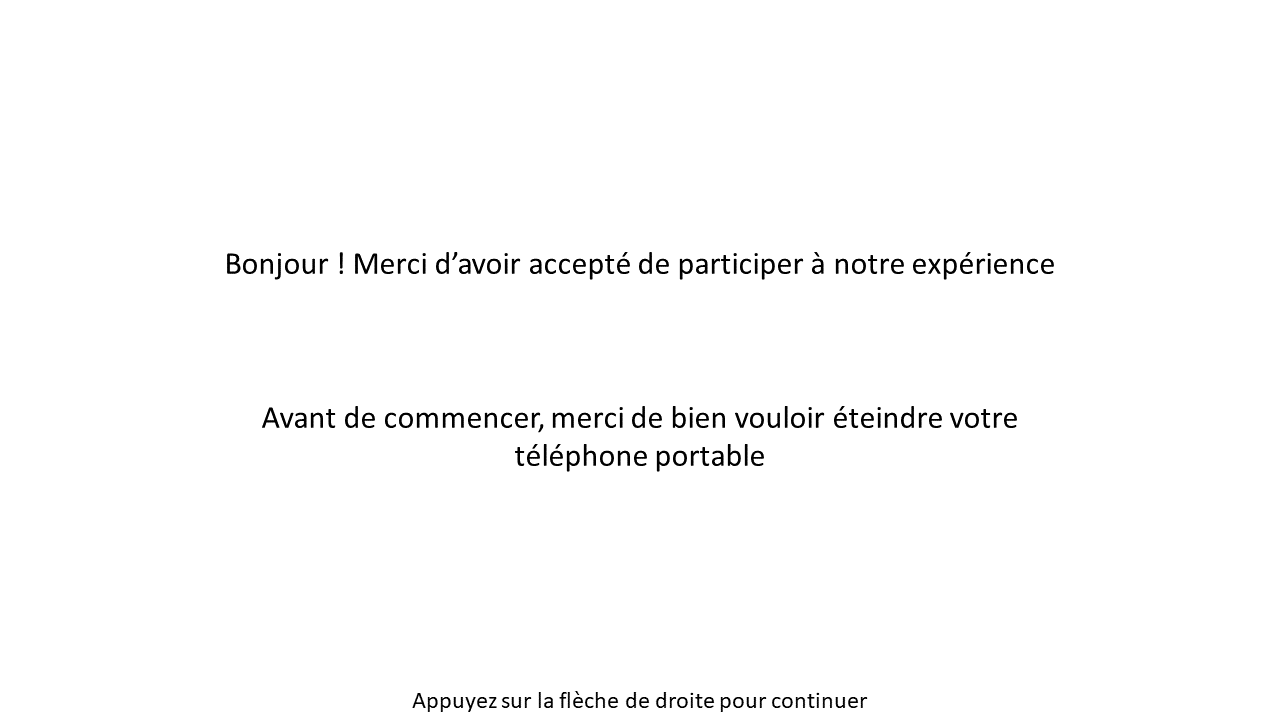 Bonjour ! Merci d’avoir accepté de participer à notre expérience
Avant de commencer, merci de bien vouloir éteindre votre
téléphone portable
Appuyez sur la flèche de droite pour continuer